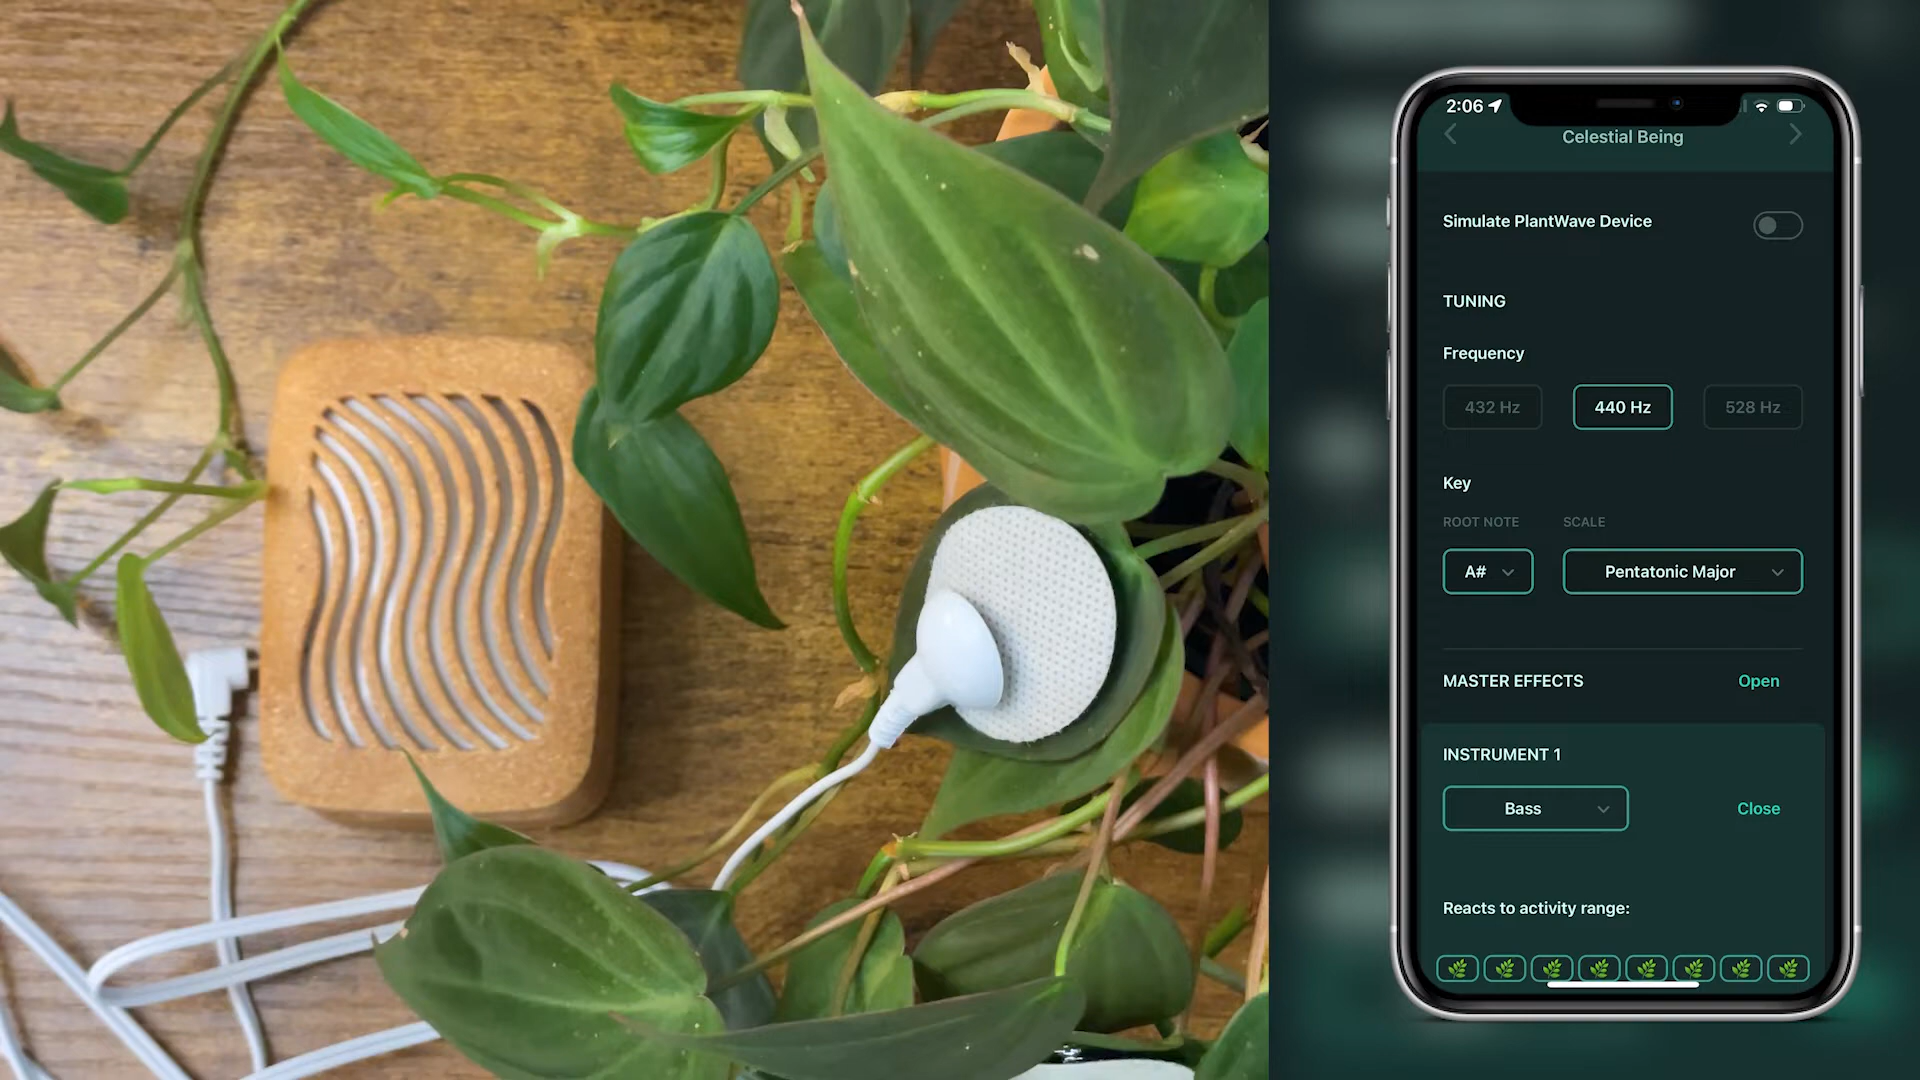 2:06
Celestial Being
Simulate PlantWave Device
TUNING
Frequency
432 Hz 440 Hz 528 Hz
Key
ROOT NOTE SCALE
A# Pentatonic Major
MASTER EFFECTS Open
INSTRUMENT 1
Bass Close
Reacts to activity range: